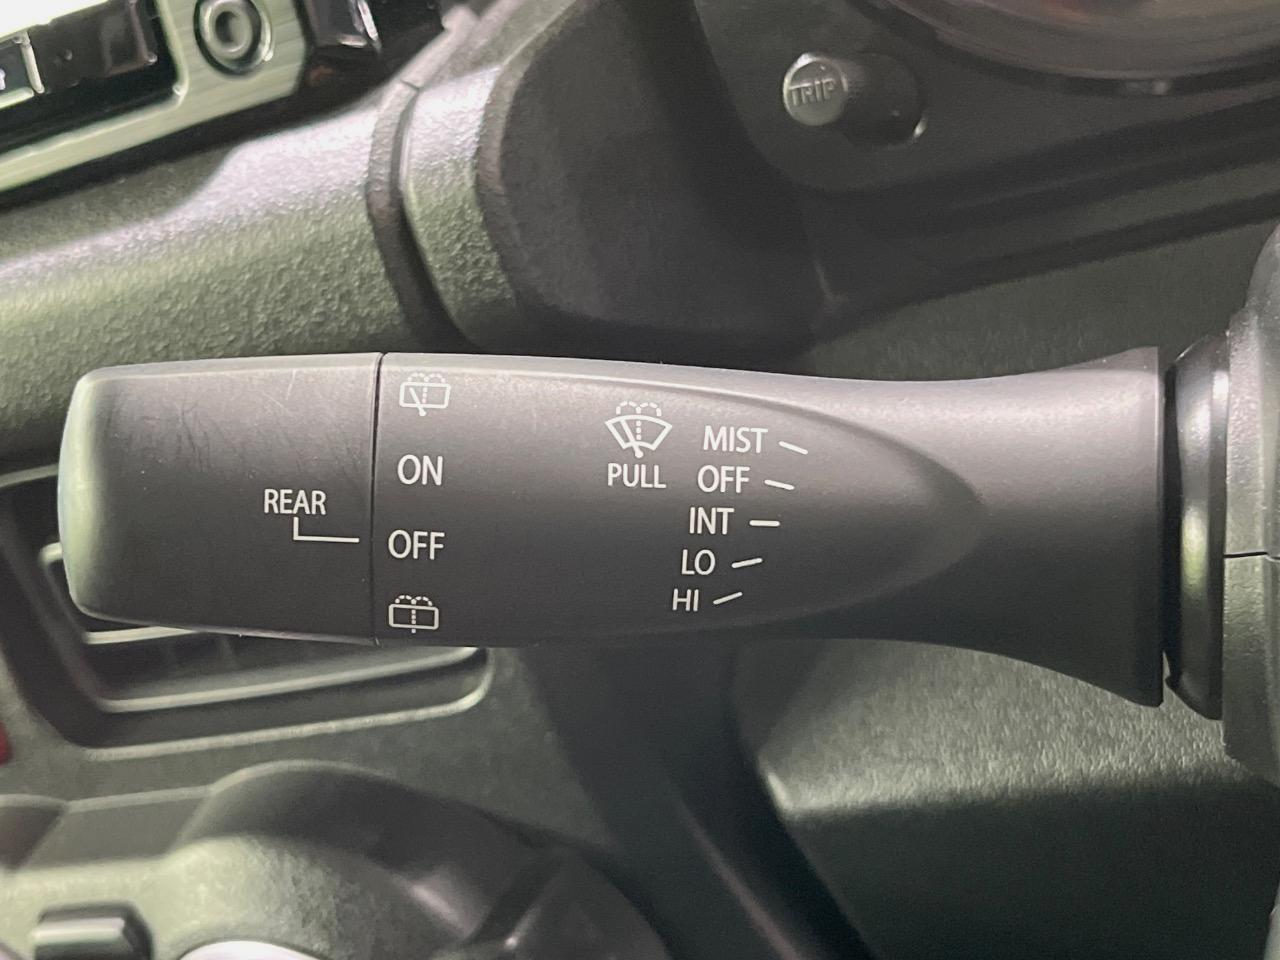 TRIP
MIST
OFF
INT
LO
HI
PULL
ON
OFF
REAR